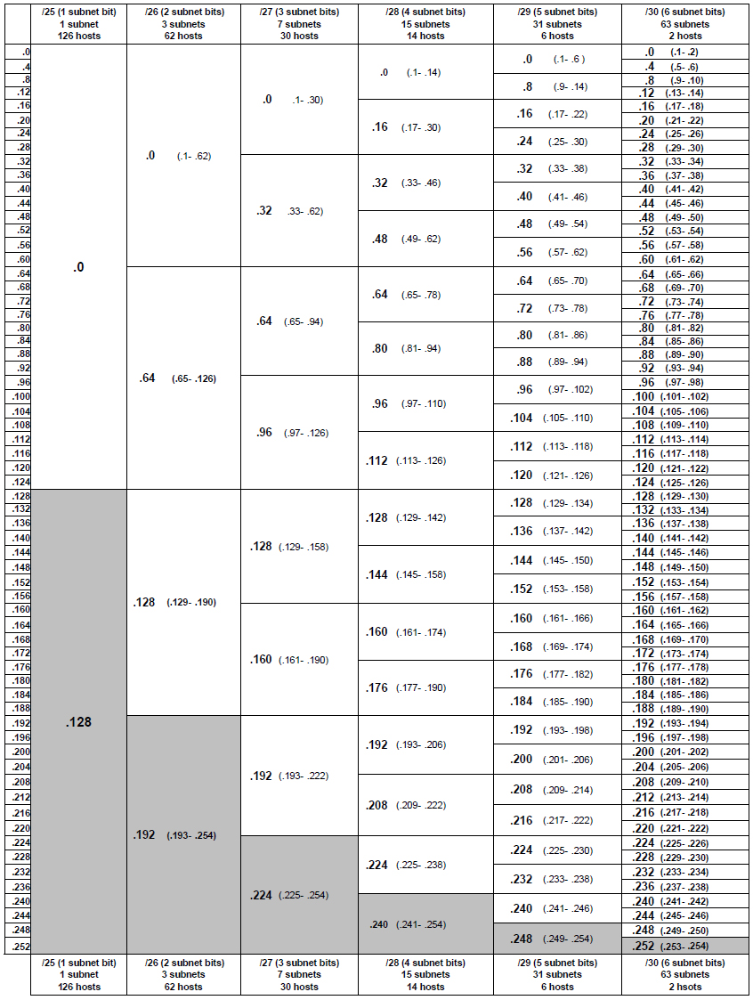 /25 (1 subnet bit) /26 (2 subnet bits) /27 (3 subnet bits) /28 (4 subnet bits) /29 (5 subnet bits) /30 (6 subnet bits)
1 subnet 3 subnets 7 subnets 15 subnets 31 subnets 63 subnets
126 hosts 62 hosts 30 hosts 14 hosts 6 hosts 2 hosts
.0
.4
.8
.12
.16
.20
.24
.28
.32
.36
.40
.44
.48
.52
.56
.60
.64
.68
.72
.76
.80
.84
.88
.92
.96
.100
.104
.108
.112
.116
.120
.124
.128
.132
.136
.140
.144
.148
.152
.156
.160
.164
.168
.172
.176
.180
.184
.188
.192
.196
.200
.204
.208
.212
.216
.220
.224
.228
.232
.236
.240
.244
.248
.252
.0
.128
.0 (.1- .62)
.64 (.65- .126)
.128 (.129- .190)
.192 (.193- .254)
.0 .1- .30)
.32 .33- .62)
.64 (.65- .94)
.96 (.97- .126)
.128 (.129- .158)
.160 (.161- .190)
.192 (.193- .222)
.224 (.225- .254)
.0 (.1- .14)
.16 (.17- .30)
.32 (.33- .46)
.48 (.49- .62)
.64 (.65- .78)
.80 (.81- .94)
.96 (.97- .110)
.112 (.113- .126)
.128 (.129- .142)
.144 (.145- .158)
.160 (.161- .174)
.176 (.177- .190)
.192 (.193- .206)
.208 (.209- .222)
.224 (.225- .238)
.240 (.241- .254)
.0 (.1- .6 )
.8 (.9- .14)
.16 (.17- .22)
.24 (.25- .30)
.32 (.33- .38)
.40 (.41- .46)
.48 (.49- .54)
.56 (.57- .62)
.64 (.65- .70)
.72 (.73- .78)
.80 (.81- .86)
.88 (.89- .94)
.96 (.97- .102)
.104 (.105- .110)
.112 (.113- .118)
.120 (.121- .126)
.128 (.129- .134)
.136 (.137- .142)
.144 (.145- .150)
.152 (.153- .158)
.160 (.161- .166)
.168 (.169- .174)
.176 (.177- .182)
.184 (.185- .190)
.192 (.193- .198)
.200 (.201- .206)
.208 (.209- .214)
.216 (.217- .222)
.224 (.225- .230)
.232 (.233- .238)
.240 (.241- .246)
.248 (.249- .254)
.0 (.1- .2)
.4 (.5- .6)
.8 (.9- .10)
.12 (.13- .14)
.16 (.17- .18)
.20 (.21- .22)
.24 (.25- .26)
.28 (.29- .30)
.32 (.33- .34)
.36 (.37- .38)
.40 (.41- .42)
.44 (.45- .46)
.48 (.49- .50)
.52 (.53- .54)
.56 (.57- .58)
.60 (.61- .62)
.64 (.65- .66)
.68 (.69- .70)
.72 (.73- .74)
.76 (.77- .78)
.80 (.81- .82)
.84 (.85- .86)
.88 (.89- .90)
.92 (.93- .94)
.96 (.97- .98)
.100 (.101- .102)
.104 (.105- .106)
.108 (.109- .110)
.112 (.113- .114)
.116 (.117- .118)
.120 (.121- .122)
.124 (.125- .126)
.128 (.129- .130)
.132 (.133- .134)
.136 (.137- .138)
.140 (.141- .142)
.144 (.145- .146)
.148 (.149- .150)
.152 (.153- .154)
.156 (.157- .158)
.160 (.161- .162)
.164 (.165- .166)
.168 (.169- .170)
.172 (.173- .174)
.176 (.177- .178)
.180 (.181- .182)
.184 (.185- .186)
.188 (.189- .190)
.192 (.193- .194)
.196 (.197- .198)
.200 (.201- .202)
.204 (.205- .206)
.208 (.209- .210)
.212 (.213- .214)
.216 (.217- .218)
.220 (.221- .222)
.224 (.225- .226)
.228 (.229- .230)
.232 (.233- .234)
.236 (.237- .238)
.240 (.241- .242)
.244 (.245- .246)
.248 (.249- .250)
.252 (.253- .254)
/25 (1 subnet bit) /26 (2 subnet bits) /27 (3 subnet bits) /28 (4 subnet bits) /29 (5 subnet bits) /30 (6 subnet bits)
1 subnet 3 subnets 7 subnets 15 subnets 31 subnets 63 subnets
126 hosts 62 hosts 30 hosts 14 hosts 6 hosts 2 hsots